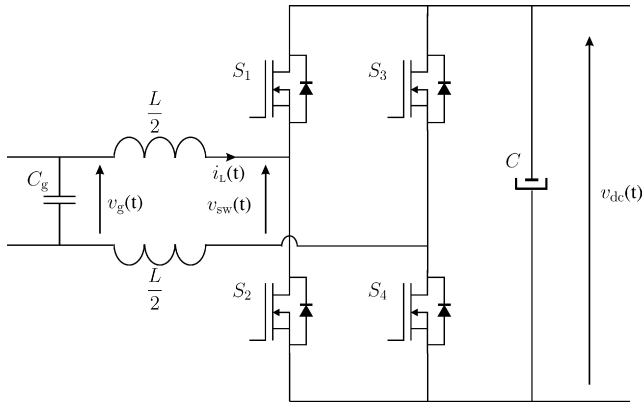 S1
S3
L/2
iL(t)
Cg
vg(t)
vsw(t)
C
vdc(t)
L/2
S2
S4